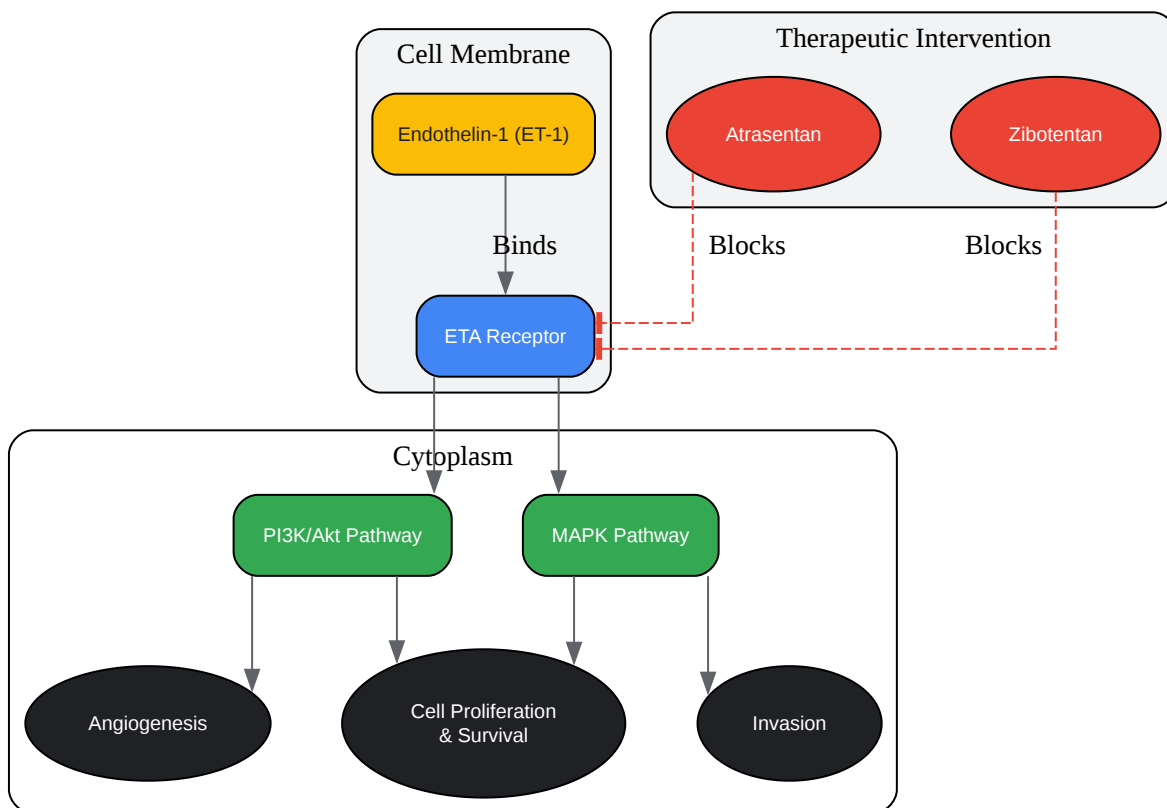 Cell Membrane
Therapeutic Intervention
Endothelin-1 (ET-1)
Atrasentan
Zibotentan
Binds
Blocks
Blocks
ETA Receptor
Cytoplasm
PI3K/Akt Pathway
MAPK Pathway
Angiogenesis
Cell Proliferation
& Survival
Invasion